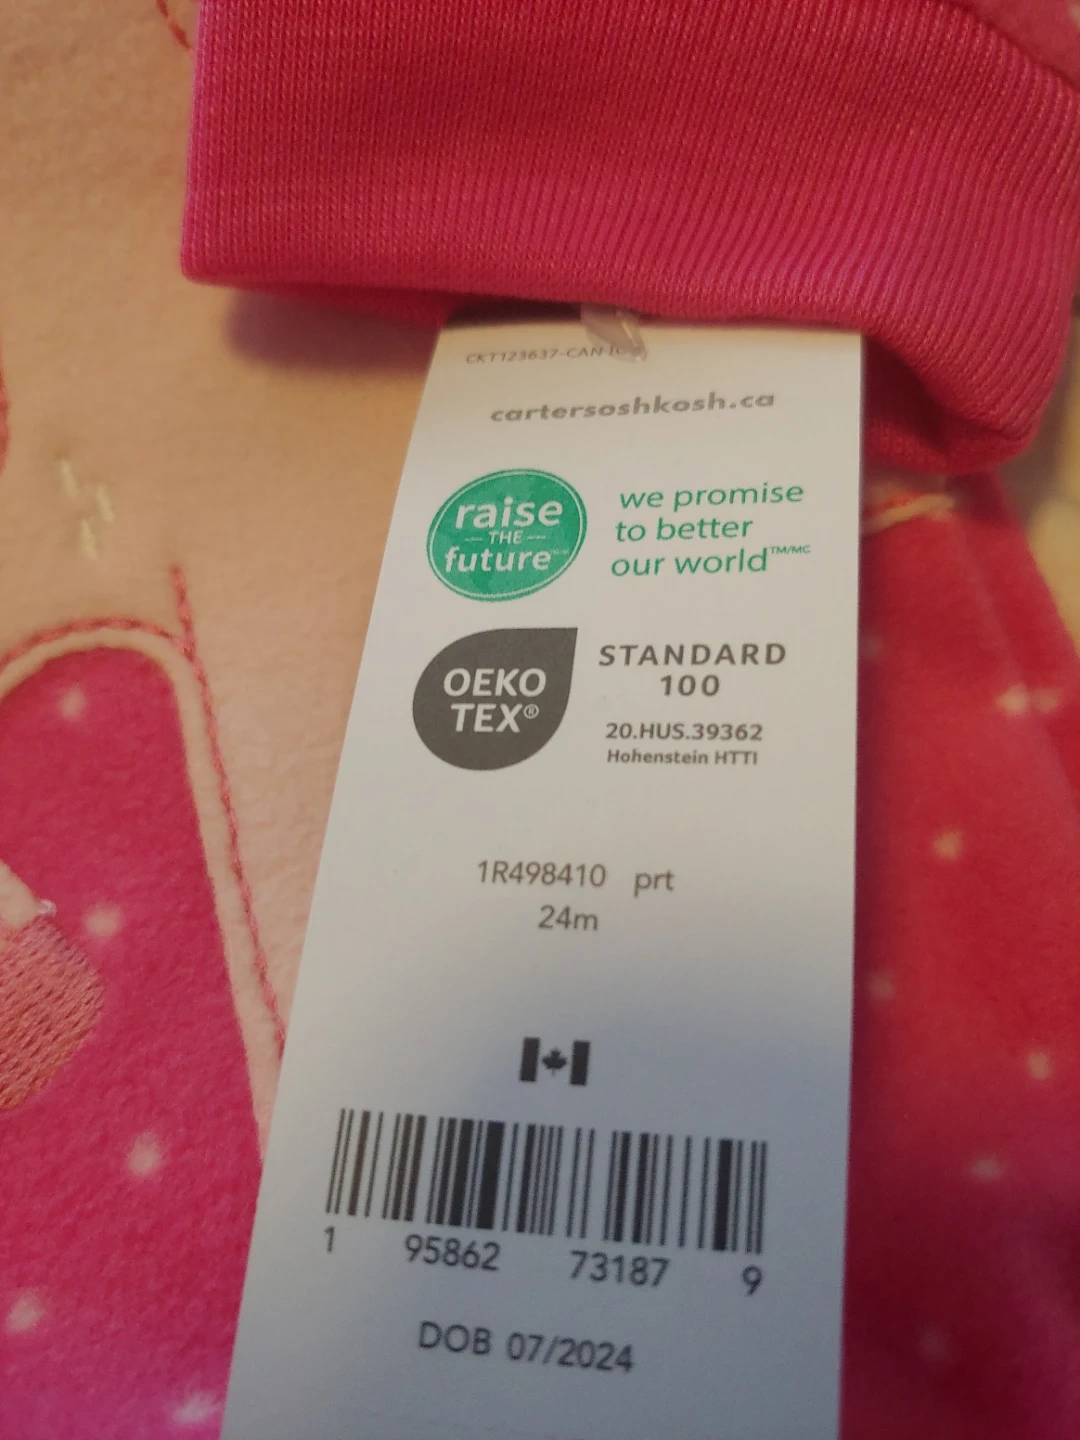 cartersoshkosh.ca
raise
THE
future™
we promise
to better
our world™/MC
OEKO
TEX®
STANDARD
100
20.HUS.39362
Hohenstein HTTI
1R498410 prt
24m
1 95862 73187 9
DOB 07/2024